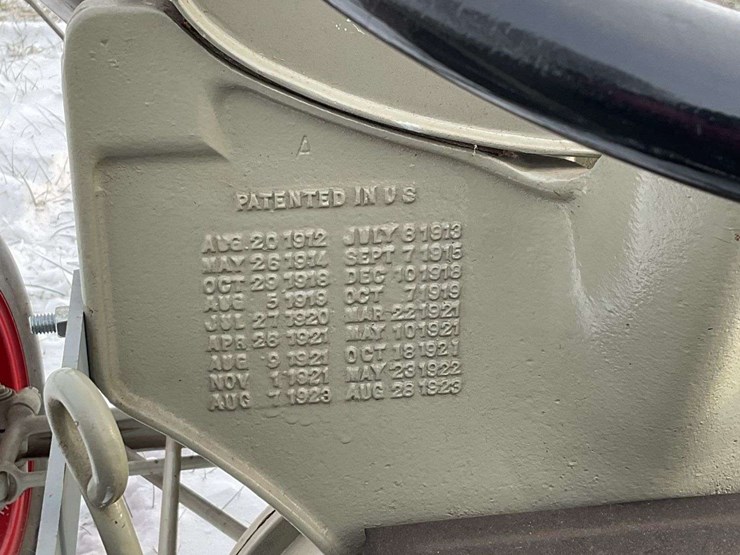 A
PATENTED IN U S
AUG. 20 1912 JULY 8 1913
MAY 26 1914 SEPT 7 1915
OCT 29 1918 DEC 10 1918
AUG 5 1919 OCT 7 1919
JUL 27 1920 MAR 22 1921
APR 26 1921 MAY 10 1921
AUG 9 1921 OCT 18 1921
NOV 1 1921 MAY 23 1922
AUG 7 1923 AUG 28 1923